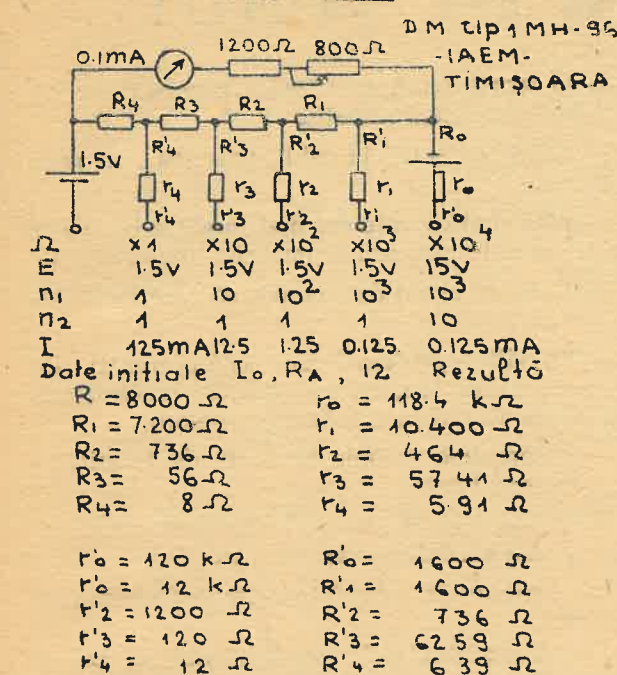 DM tip 1 MH-95
-IAEM-
TIMIȘOARA
0.1mA 1200Ω 800Ω
R4 R3 R2 R1
R'4 R'3 R'2 R'1 R0
1.5V
r4 r3 r2 r1 r0
r'4 r'3 r'2 r'1 r'0
Ω ×1 ×10 ×10² ×10³ ×10⁴
E 1.5V 1.5V 1.5V 1.5V 15V
n1 1 10 10² 10³ 10³
n2 1 1 1 1 10
I 125mA 12.5 1.25 0.125 0.125mA
Date initiale I0, RA, 12 Rezultă
R = 8000 Ω r0 = 118.4 kΩ
R1 = 7.200 Ω r1 = 10.400 Ω
R2 = 736 Ω r2 = 464 Ω
R3 = 56 Ω r3 = 57 41 Ω
R4 = 8 Ω r4 = 5.91 Ω
r'0 = 120 kΩ R'0 = 1600 Ω
r'0 = 12 kΩ R'1 = 1600 Ω
r'2 = 1200 Ω R'2 = 736 Ω
r'3 = 120 Ω R'3 = 62 59 Ω
r'4 = 12 Ω R'4 = 6 39 Ω